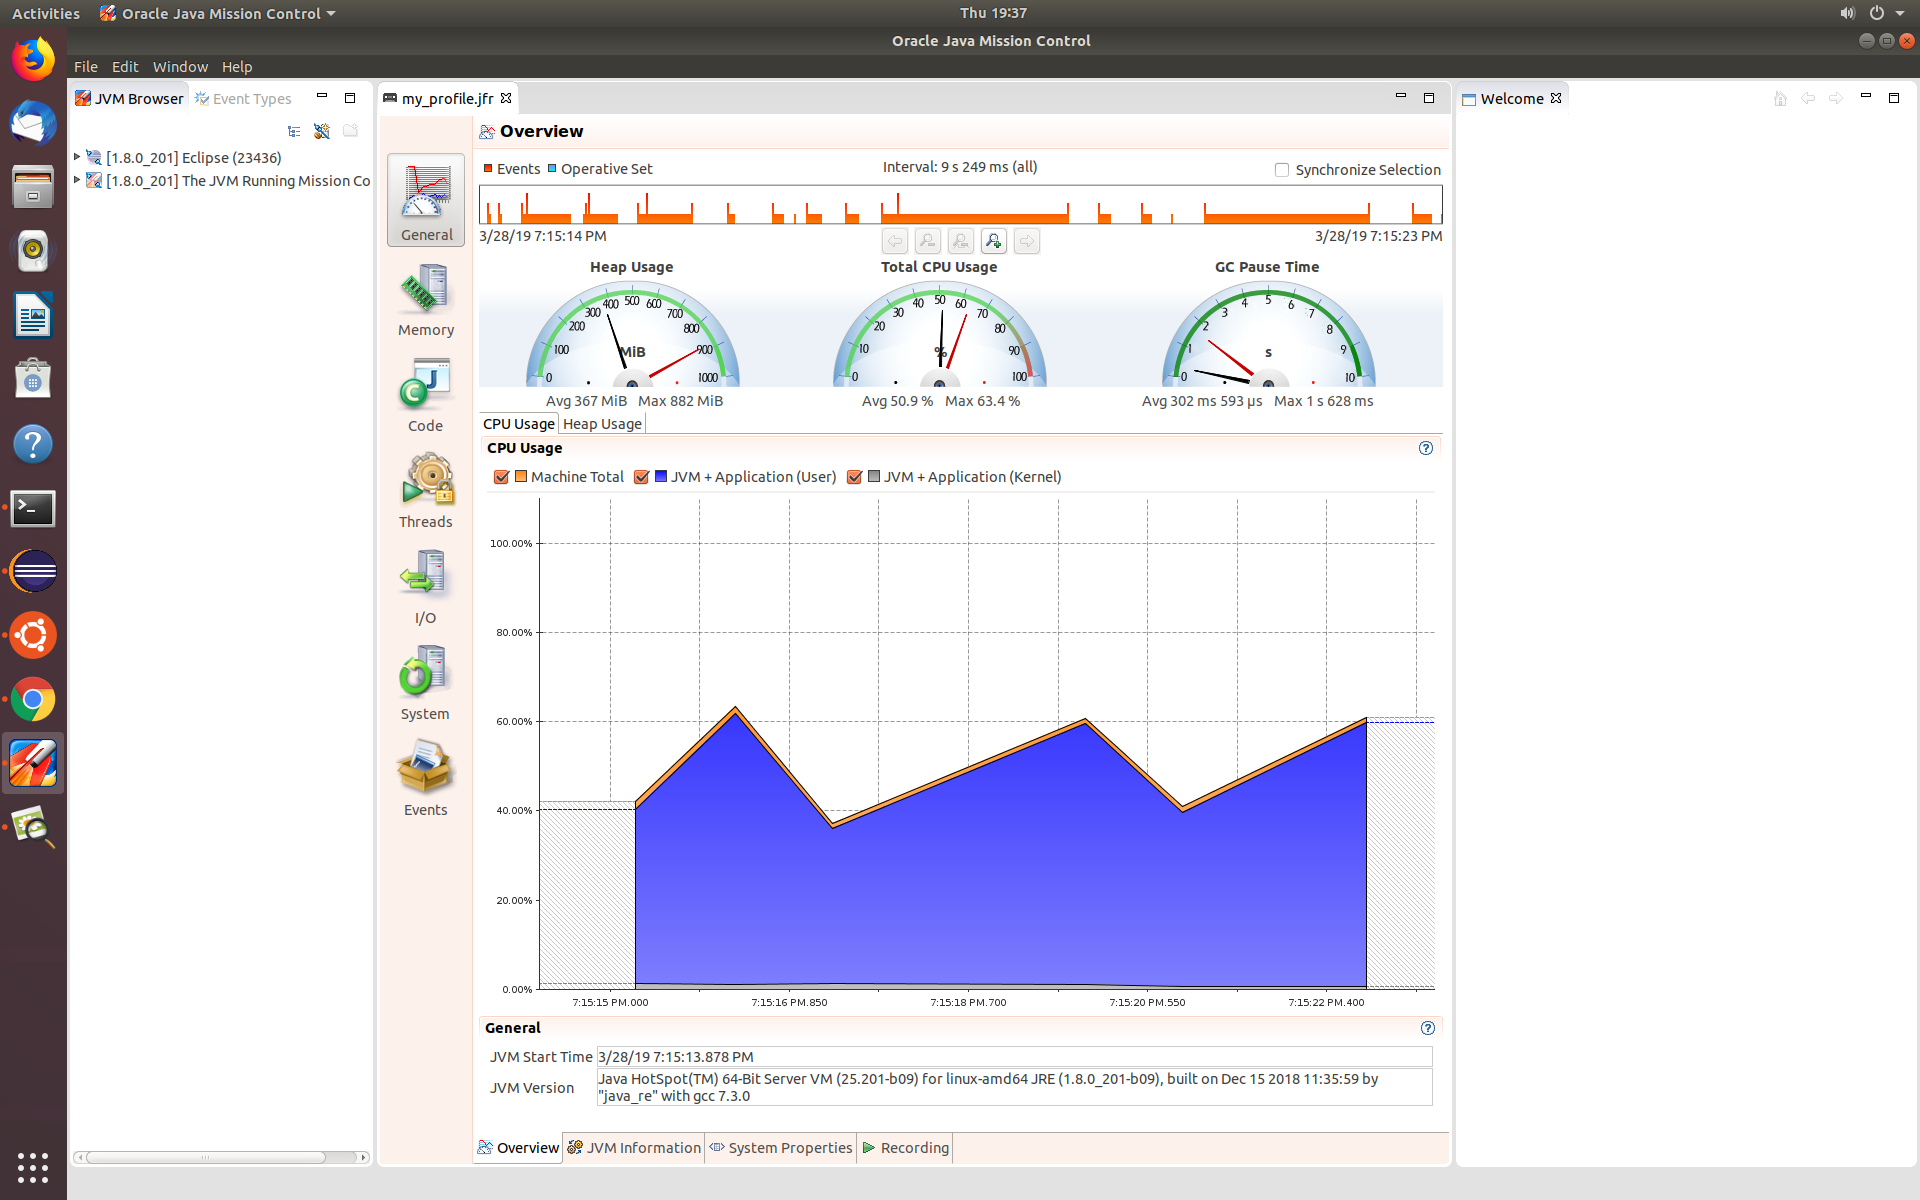 Activities Oracle Java Mission Control Thu 19:37
Oracle Java Mission Control
File Edit Window Help
JVM Browser Event Types
[1.8.0_201] Eclipse (23436)
[1.8.0_201] The JVM Running Mission Co
my_profile.jfr
Welcome
General
Memory
Code
Threads
I/O
System
Events
Overview
Events Operative Set Interval: 9 s 249 ms (all) Synchronize Selection
3/28/19 7:15:14 PM 3/28/19 7:15:23 PM
Heap Usage
0 100 200 300 400 500 600 700 800 900 1000
MiB
Avg 367 MiB Max 882 MiB
Total CPU Usage
0 10 20 30 40 50 60 70 80 90 100
%
Avg 50.9 % Max 63.4 %
GC Pause Time
0 1 2 3 4 5 6 7 8 9 10
s
Avg 302 ms 593 µs Max 1 s 628 ms
CPU Usage Heap Usage
CPU Usage
Machine Total JVM + Application (User) JVM + Application (Kernel)
100.00%
80.00%
60.00%
40.00%
20.00%
0.00%
7:15:15 PM.000 7:15:16 PM.850 7:15:18 PM.700 7:15:20 PM.550 7:15:22 PM.400
General
JVM Start Time 3/28/19 7:15:13.878 PM
JVM Version Java HotSpot(TM) 64-Bit Server VM (25.201-b09) for linux-amd64 JRE (1.8.0_201-b09), built on Dec 15 2018 11:35:59 by
"java_re" with gcc 7.3.0
Overview JVM Information System Properties Recording